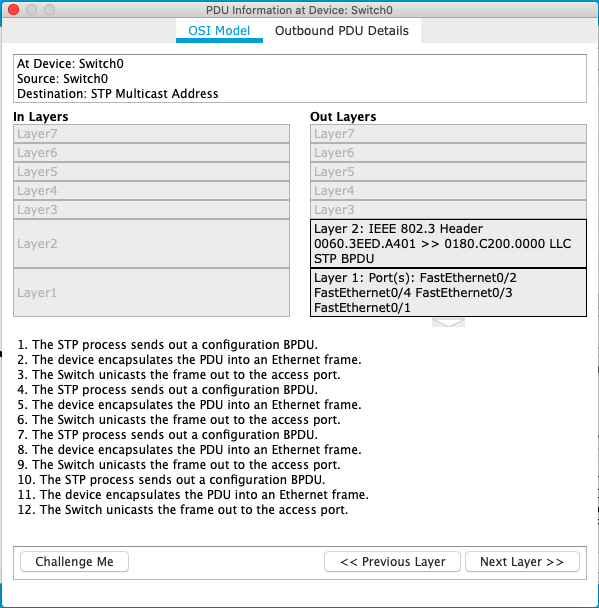 PDU Information at Device: Switch0
OSI Model
Outbound PDU Details
At Device: Switch0
Source: Switch0
Destination: STP Multicast Address
In Layers
Out Layers
Layer7
Layer7
Layer6
Layer6
Layer5
Layer5
Layer4
Layer4
Layer3
Layer3
Layer2
Layer 2: IEEE 802.3 Header
0060.3EED.A401 >> 0180.C200.0000 LLC
STP BPDU
Layer1
Layer 1: Port(s): FastEthernet0/2
FastEthernet0/4 FastEthernet0/3
FastEthernet0/1
1. The STP process sends out a configuration BPDU.
2. The device encapsulates the PDU into an Ethernet frame.
3. The Switch unicasts the frame out to the access port.
4. The STP process sends out a configuration BPDU.
5. The device encapsulates the PDU into an Ethernet frame.
6. The Switch unicasts the frame out to the access port.
7. The STP process sends out a configuration BPDU.
8. The device encapsulates the PDU into an Ethernet frame.
9. The Switch unicasts the frame out to the access port.
10. The STP process sends out a configuration BPDU.
11. The device encapsulates the PDU into an Ethernet frame.
12. The Switch unicasts the frame out to the access port.
Challenge Me
<< Previous Layer
Next Layer >>